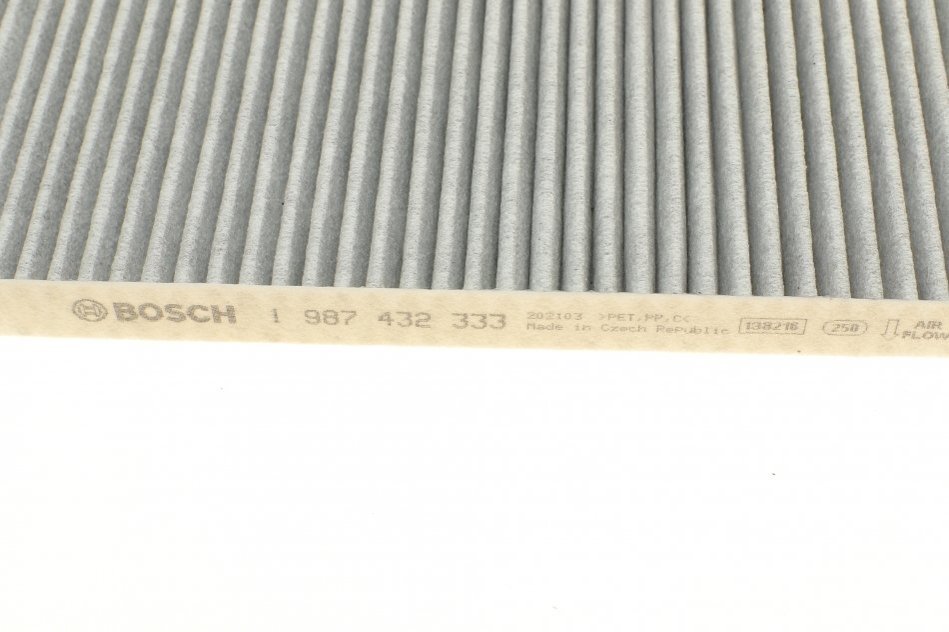 BOSCH 1 987 432 333
202103 >PET,PP,C<
Made in Czech Republic 138216 250 AIR
FLOW